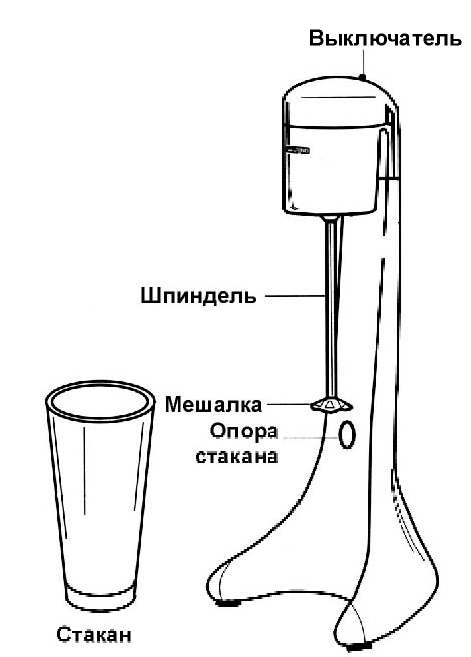 Выключатель
Шпиндель
Мешалка
Опора
стакана
Стакан